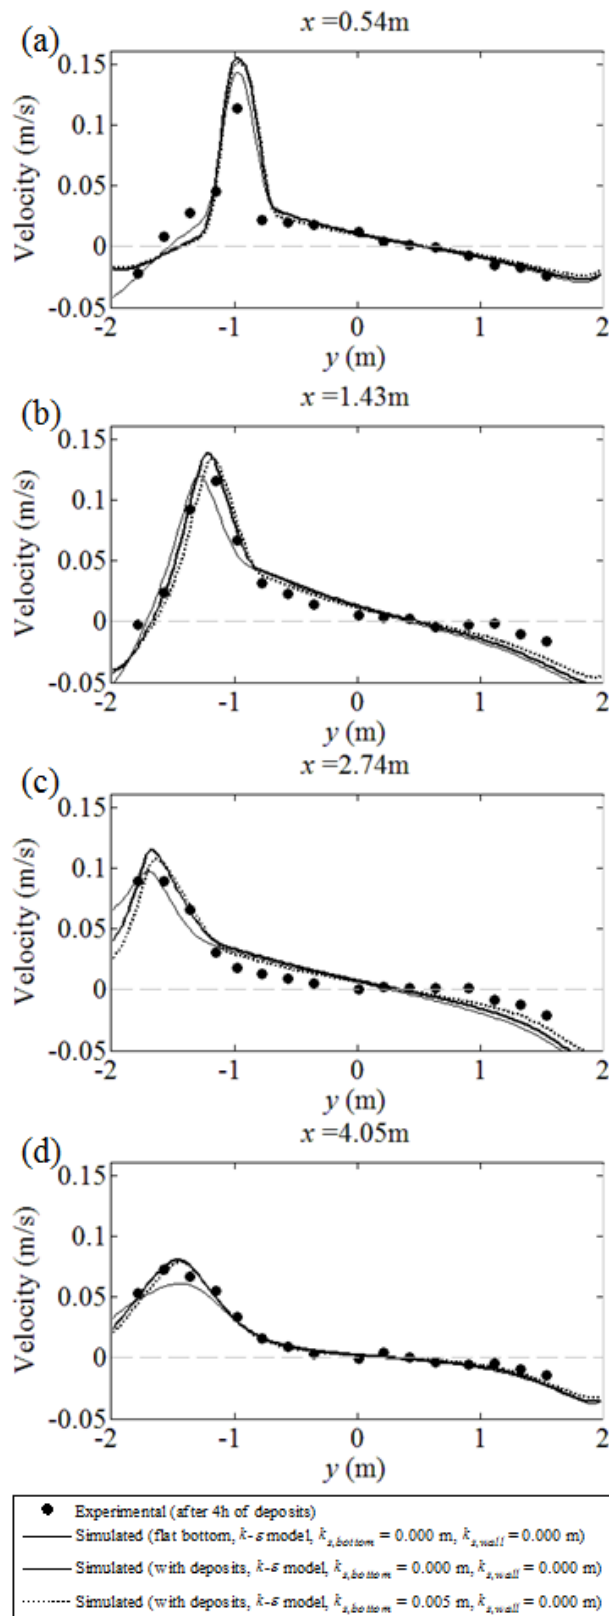 (a)
x =0.54m
0.15
0.1
0.05
0
-0.05
Velocity (m/s)
-2 -1 0 1 2
y (m)
(b)
x =1.43m
0.15
0.1
0.05
0
-0.05
Velocity (m/s)
-2 -1 0 1 2
y (m)
(c)
x =2.74m
0.15
0.1
0.05
0
-0.05
Velocity (m/s)
-2 -1 0 1 2
y (m)
(d)
x =4.05m
0.15
0.1
0.05
0
-0.05
Velocity (m/s)
-2 -1 0 1 2
y (m)
Experimental (after 4h of deposits)
Simulated (flat bottom, k-ε model, ks,bottom = 0.000 m, ks,wall = 0.000 m)
Simulated (with deposits, k-ε model, ks,bottom = 0.000 m, ks,wall = 0.000 m)
Simulated (with deposits, k-ε model, ks,bottom = 0.005 m, ks,wall = 0.000 m)